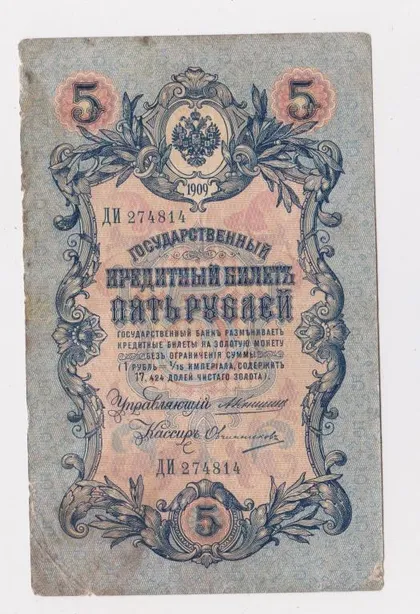 5 5
1909
ДИ 274814
ГОСУДАРСТВЕННЫЙ
КРЕДИТНЫЙ БИЛЕТЪ
ПЯТЬ РУБЛЕЙ
ГОСУДАРСТВЕННЫЙ БАНКЪ РАЗМѢНИВАЕТЪ
КРЕДИТНЫЕ БИЛЕТЫ НА ЗОЛОТУЮ МОНЕТУ
БЕЗЪ ОГРАНИЧЕНІЯ СУММЫ
(1 РУБЛЬ = 1/15 ИМПЕРІАЛА, СОДЕРЖИТЪ
17,424 ДОЛЕЙ ЧИСТАГО ЗОЛОТА).
Управляющій
Кассиръ
ДИ 274814
5